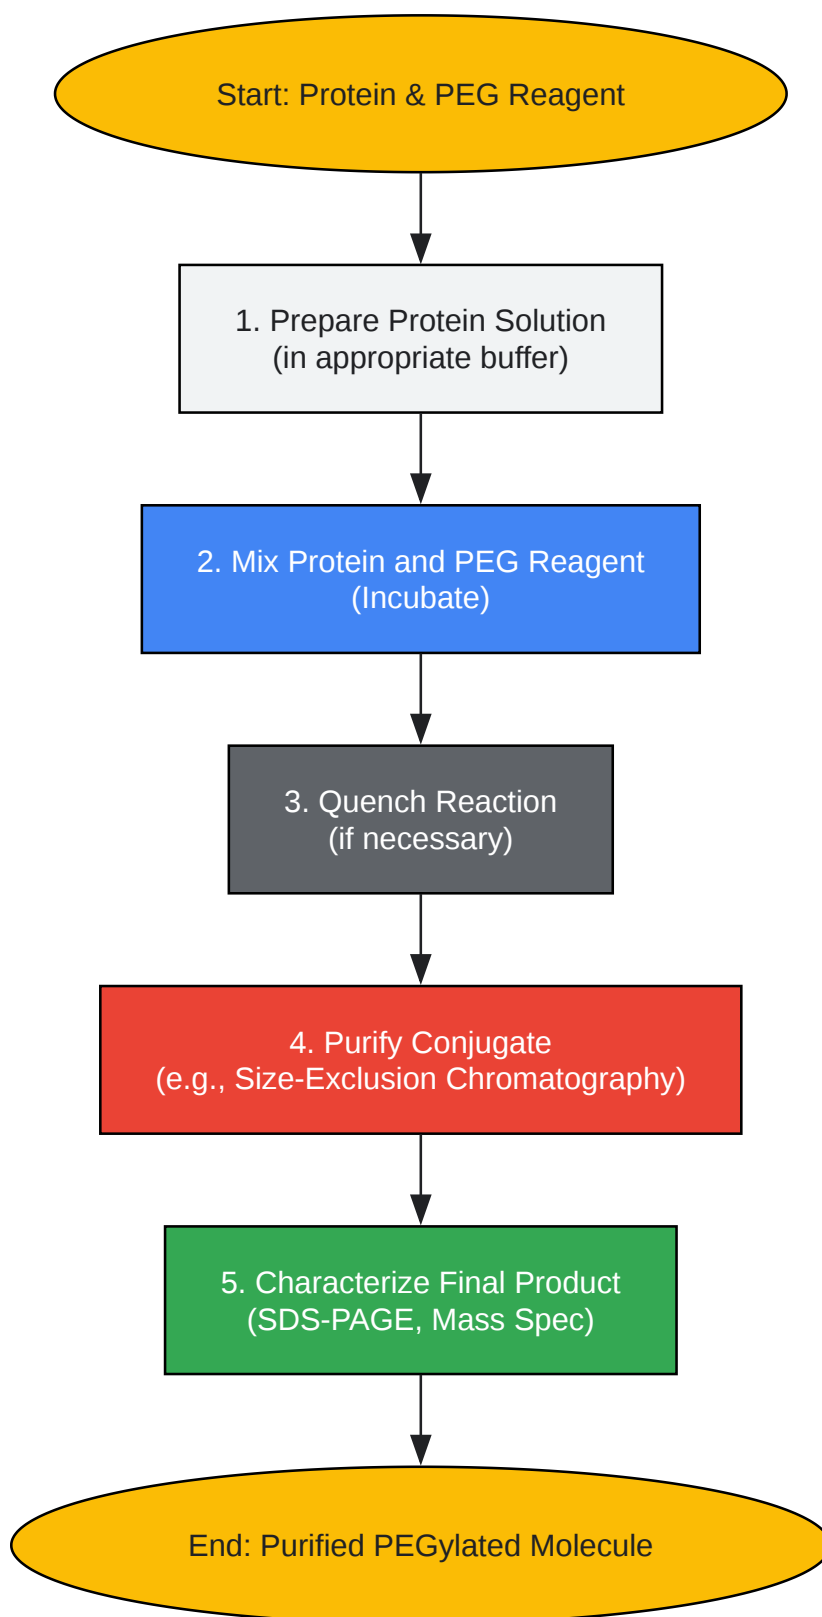 Start: Protein & PEG Reagent
1. Prepare Protein Solution
(in appropriate buffer)
2. Mix Protein and PEG Reagent
(Incubate)
3. Quench Reaction
(if necessary)
4. Purify Conjugate
(e.g., Size-Exclusion Chromatography)
5. Characterize Final Product
(SDS-PAGE, Mass Spec)
End: Purified PEGylated Molecule